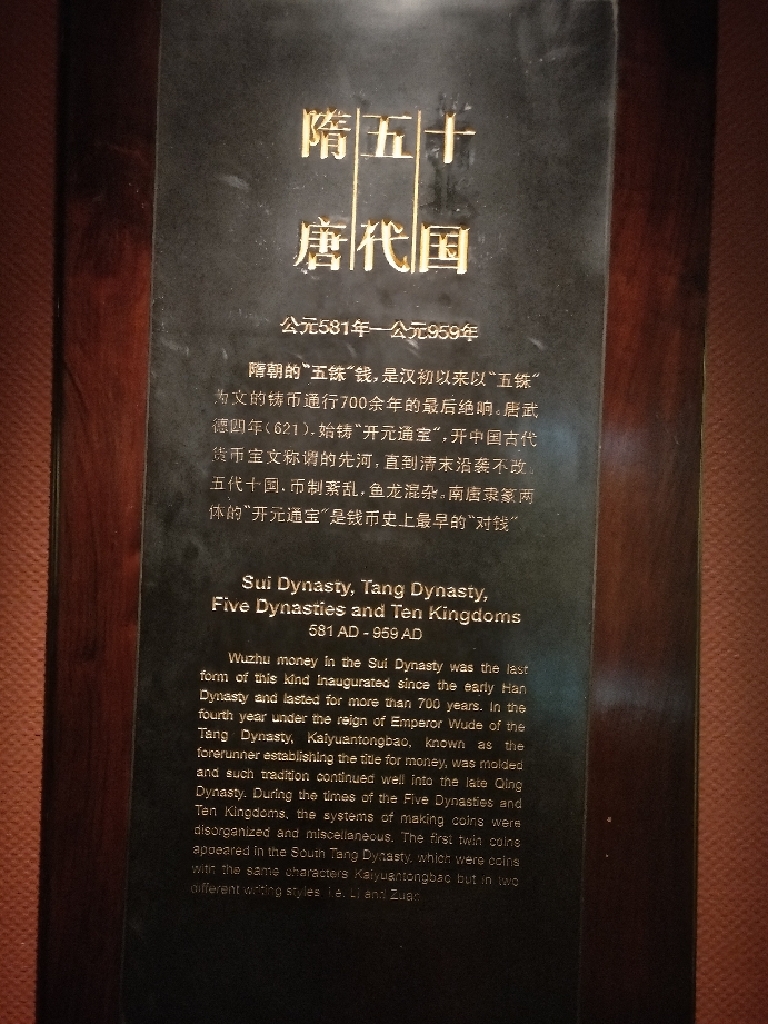 隋 五 十
唐 代 国
公元581年—公元959年
隋朝的“五铢”钱，是汉初以来以“五铢”
为文的铸币通行700余年的最后绝响。唐武
德四年（621），始铸“开元通宝”，开中国古代
货币宝文称谓的先河，直到清末沿袭不改。
五代十国，币制紊乱，鱼龙混杂。南唐隶篆两
体的“开元通宝”是钱币史上最早的“对钱”
Sui Dynasty, Tang Dynasty,
Five Dynasties and Ten Kingdoms
581 AD - 959 AD
Wuzhu money in the Sui Dynasty was the last
form of this kind inaugurated since the early Han
Dynasty and lasted for more than 700 years. In the
fourth year under the reign of Emperor Wude of the
Tang Dynasty, Kaiyuantongbao, known as the
forerunner establishing the title for money, was molded
and such tradition continued well into the late Qing
Dynasty. During the times of the Five Dynasties and
Ten Kingdoms, the systems of making coins were
disorganized and miscellaneous. The first twin coins
appeared in the South Tang Dynasty, which were coins
with the same characters Kaiyuantongbao but in two
different writing styles, i.e. Li and Zuan